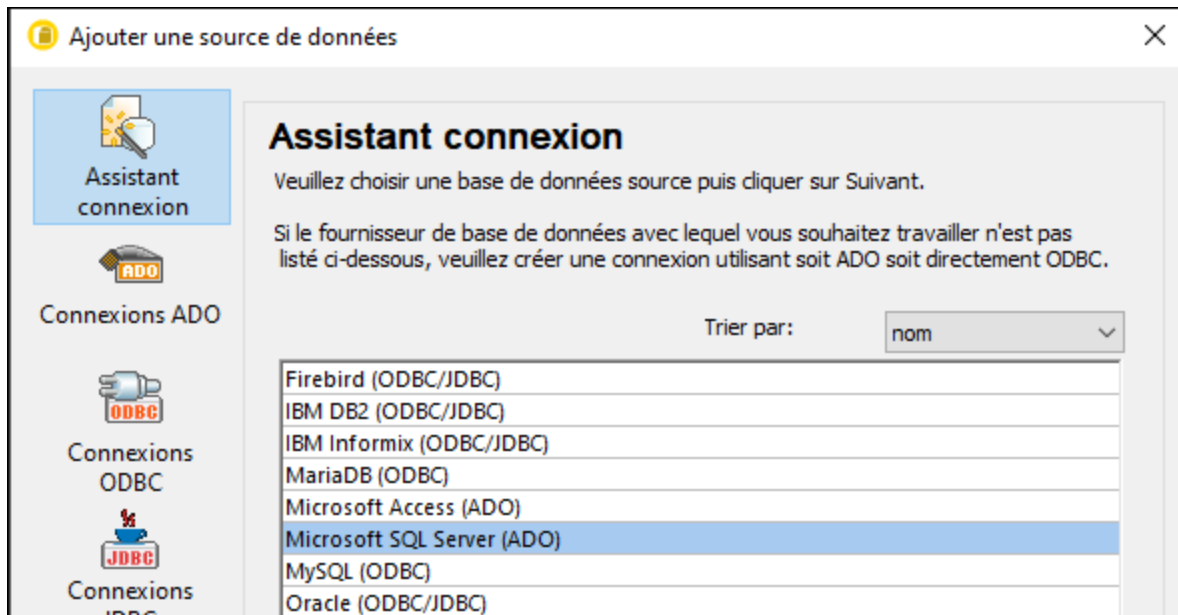 Ajouter une source de données
Assistant
connexion
ADO
Connexions ADO
ODBC
Connexions
ODBC
JDBC
Connexions
JDBC
Assistant connexion
Veuillez choisir une base de données source puis cliquer sur Suivant.
Si le fournisseur de base de données avec lequel vous souhaitez travailler n'est pas
listé ci-dessous, veuillez créer une connexion utilisant soit ADO soit directement ODBC.
Trier par:
nom
Firebird (ODBC/JDBC)
IBM DB2 (ODBC/JDBC)
IBM Informix (ODBC/JDBC)
MariaDB (ODBC)
Microsoft Access (ADO)
Microsoft SQL Server (ADO)
MySQL (ODBC)
Oracle (ODBC/JDBC)